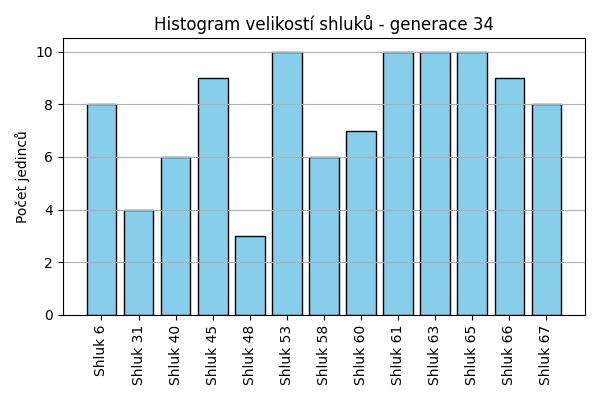 Histogram velikostí shluků - generace 34
Počet jedinců
10
8
6
4
2
0
Shluk 6
Shluk 31
Shluk 40
Shluk 45
Shluk 48
Shluk 53
Shluk 58
Shluk 60
Shluk 61
Shluk 63
Shluk 65
Shluk 66
Shluk 67